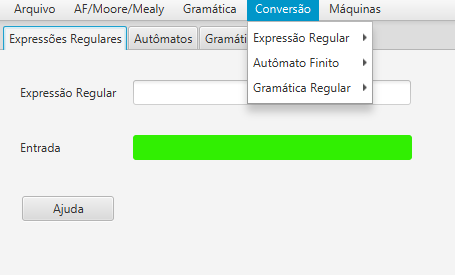 Arquivo AF/Moore/Mealy Gramática Conversão Máquinas
Expressões Regulares Autômatos Gramáti
Expressão Regular
Autômato Finito
Gramática Regular
Expressão Regular
Entrada
Ajuda